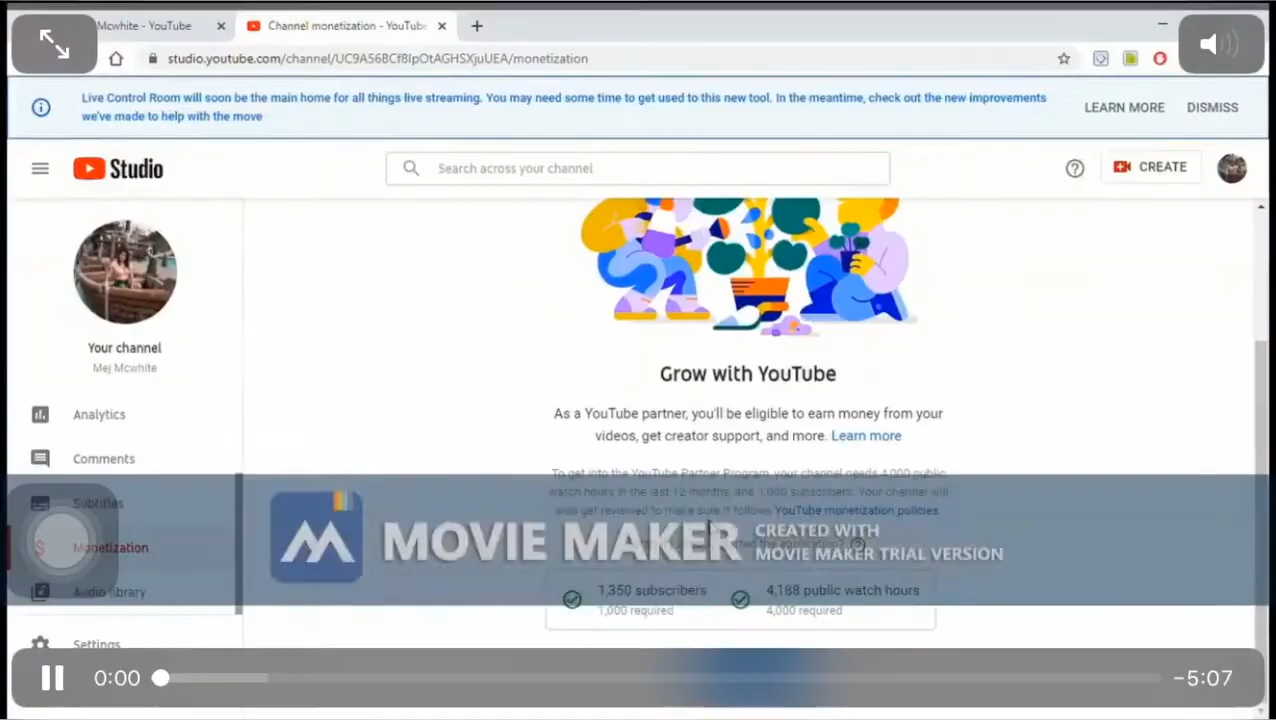 Mcwhite - YouTube
Channel monetization - YouTube
studio.youtube.com/channel/UC9A56BCf8IpOtAGHSXjuUEA/monetization
Live Control Room will soon be the main home for all things live streaming. You may need some time to get used to this new tool. In the meantime, check out the new improvements
we've made to help with the move
LEARN MORE
DISMISS
Studio
Search across your channel
CREATE
Your channel
Mej Mcwhite
Analytics
Comments
Subtitles
Monetization
Audio library
Settings
Grow with YouTube
As a YouTube partner, you'll be eligible to earn money from your
videos, get creator support, and more. Learn more
To get into the YouTube Partner Program, your channel needs 4,000 public
watch hours in the last 12 months, and 1,000 subscribers. Your channel will
also get reviewed to make sure it follows YouTube monetization policies.
the application?
1,350 subscribers
1,000 required
4,188 public watch hours
4,000 required
MOVIE MAKER
CREATED WITH
MOVIE MAKER TRIAL VERSION
0:00
-5:07